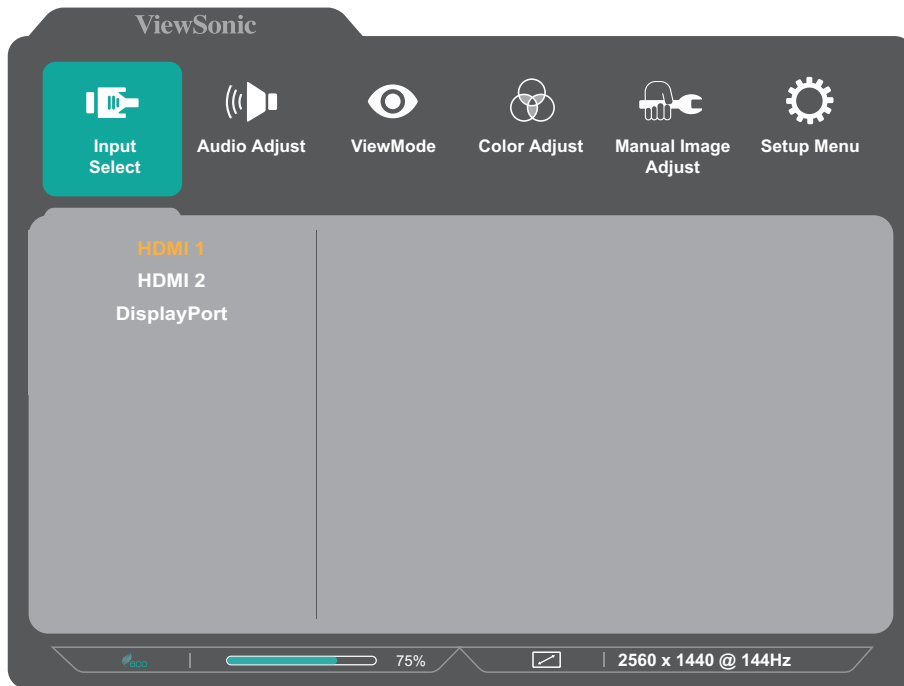 ViewSonic
Input
Select
Audio Adjust
ViewMode
Color Adjust
Manual Image
Adjust
Setup Menu
HDMI 1
HDMI 2
DisplayPort
eco
75%
2560 x 1440 @ 144Hz